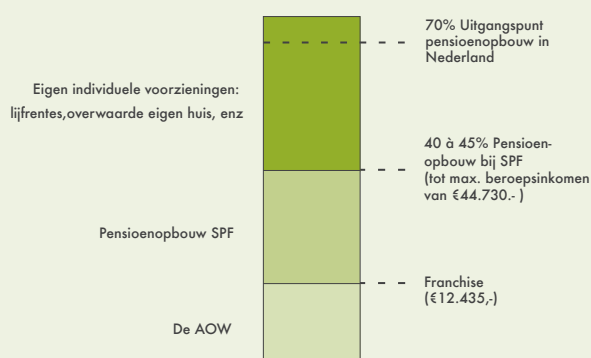 70% Uitgangspunt
pensioenopbouw in
Nederland
Eigen individuele voorzieningen:
lijfrentes,overwaarde eigen huis, enz
40 à 45% Pensioen-
opbouw bij SPF
(tot max. beroepsinkomen
van €44.730.- )
Pensioenopbouw SPF
Franchise
(€12.435,-)
De AOW